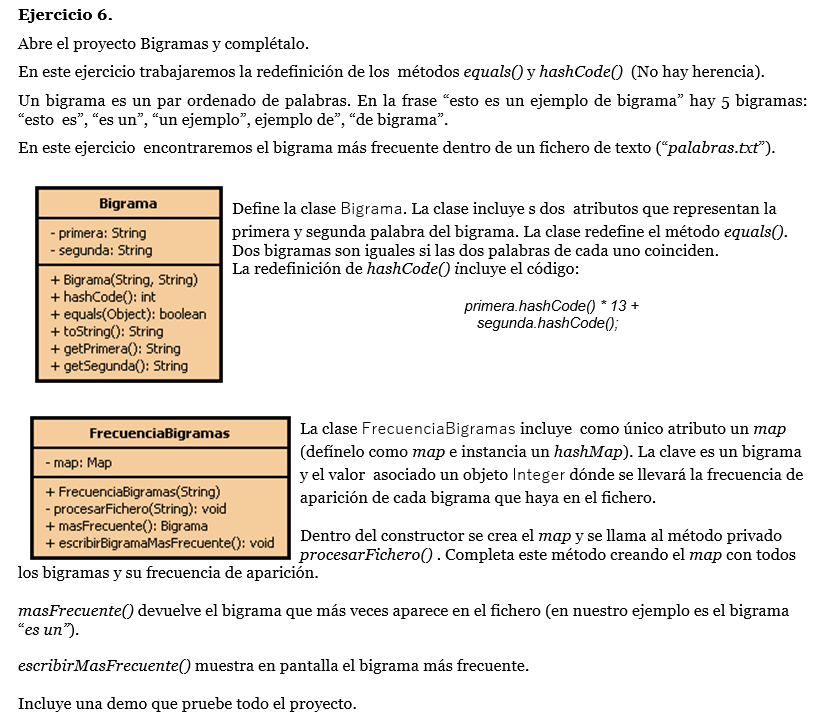 Ejercicio 6.
Abre el proyecto Bigramas y complétalo.
En este ejercicio trabajaremos la redefinición de los métodos equals() y hashCode() (No hay herencia).
Un bigrama es un par ordenado de palabras. En la frase “esto es un ejemplo de bigrama” hay 5 bigramas:
“esto es”, “es un”, “un ejemplo”, ejemplo de”, “de bigrama”.
En este ejercicio encontraremos el bigrama más frecuente dentro de un fichero de texto (“palabras.txt”).
Bigrama
- primera: String
- segunda: String
+ Bigrama(String, String)
+ hashCode(): int
+ equals(Object): boolean
+ toString(): String
+ getPrimera(): String
+ getSegunda(): String
Define la clase Bigrama. La clase incluye s dos atributos que representan la
primera y segunda palabra del bigrama. La clase redefine el método equals().
Dos bigramas son iguales si las dos palabras de cada uno coinciden.
La redefinición de hashCode() incluye el código:
primera.hashCode() * 13 +
segunda.hashCode();
FrecuenciaBigramas
- map: Map
+ FrecuenciaBigramas(String)
- procesarFichero(String): void
+ masFrecuente(): Bigrama
+ escribirBigramaMasFrecuente(): void
La clase FrecuenciaBigramas incluye como único atributo un map
(defínelo como map e instancia un hashMap). La clave es un bigrama
y el valor asociado un objeto Integer dónde se llevará la frecuencia de
aparición de cada bigrama que haya en el fichero.
Dentro del constructor se crea el map y se llama al método privado
procesarFichero() . Completa este método creando el map con todos
los bigramas y su frecuencia de aparición.
masFrecuente() devuelve el bigrama que más veces aparece en el fichero (en nuestro ejemplo es el bigrama
“es un”).
escribirMasFrecuente() muestra en pantalla el bigrama más frecuente.
Incluye una demo que pruebe todo el proyecto.